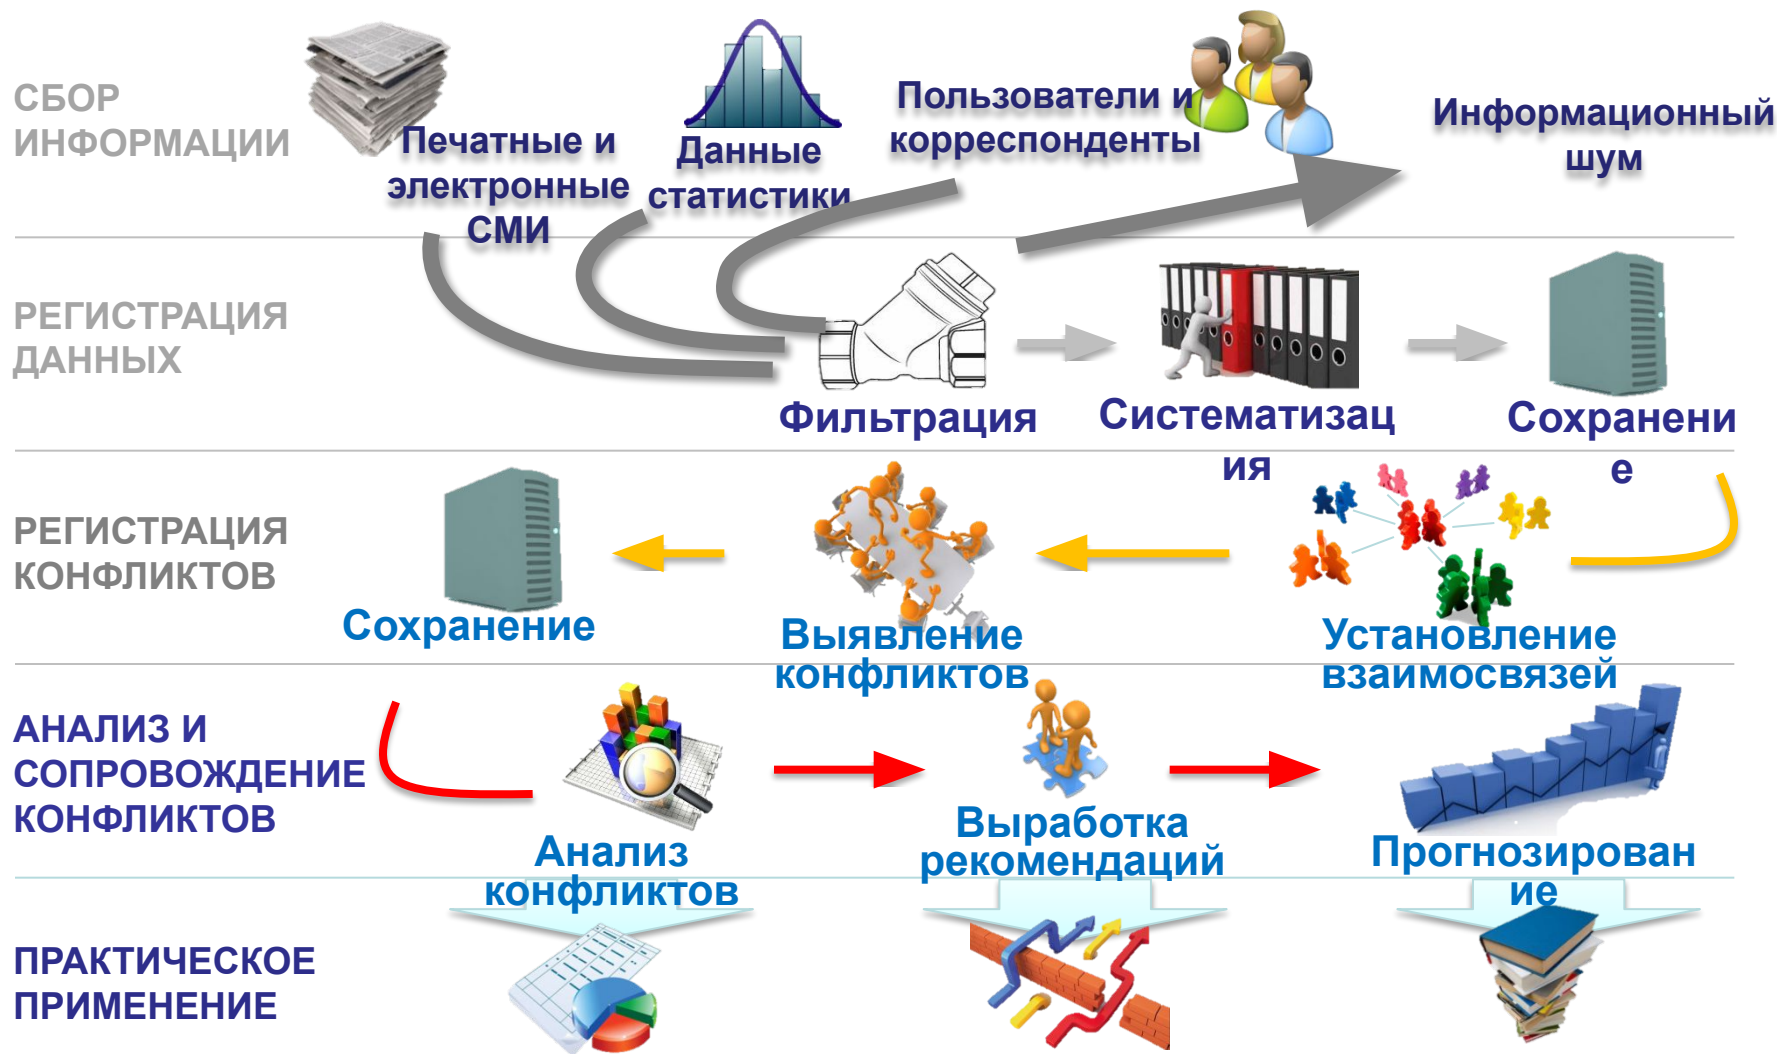 СБОР
ИНФОРМАЦИИ
Печатные и
электронные
СМИ
Данные
статистики
Пользователи и
корреспонденты
Информационный
шум
РЕГИСТРАЦИЯ
ДАННЫХ
Фильтрация
Систематизац
ия
Сохранени
е
РЕГИСТРАЦИЯ
КОНФЛИКТОВ
Сохранение
Выявление
конфликтов
Установление
взаимосвязей
АНАЛИЗ И
СОПРОВОЖДЕНИЕ
КОНФЛИКТОВ
Анализ
конфликтов
Выработка
рекомендаций
Прогнозирован
ие
ПРАКТИЧЕСКОЕ
ПРИМЕНЕНИЕ